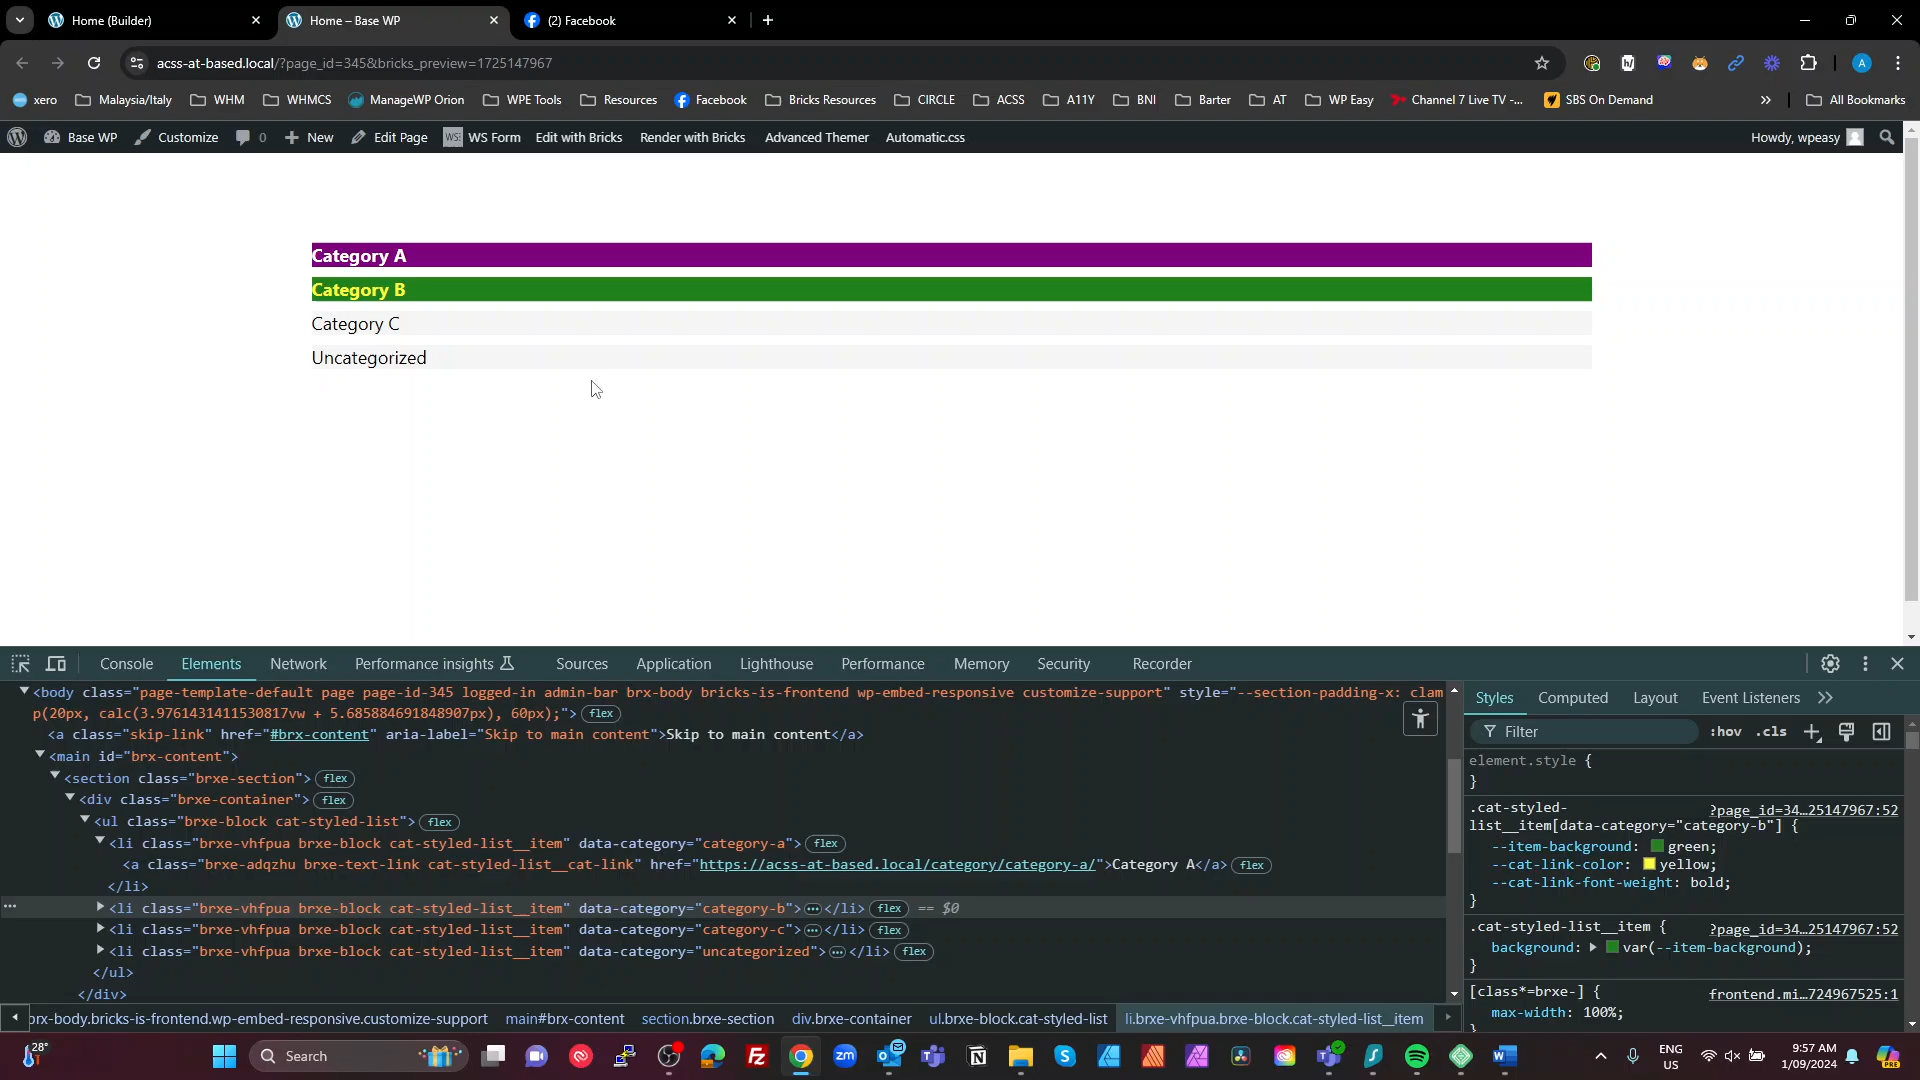 Home (Builder)
Home – Base WP
(2) Facebook
acss-at-based.local/?page_id=345&bricks_preview=1725147967
xero
Malaysia/Italy
WHM
WHMCS
ManageWP Orion
WPE Tools
Resources
Facebook
Bricks Resources
CIRCLE
ACSS
A11Y
BNI
Barter
AT
WP Easy
Channel 7 Live TV -...
SBS On Demand
All Bookmarks
Base WP
Customize
0
New
Edit Page
WS Form
Edit with Bricks
Render with Bricks
Advanced Themer
Automatic.css
Howdy, wpeasy
Category A
Category B
Category C
Uncategorized
Console
Elements
Network
Performance insights
Sources
Application
Lighthouse
Performance
Memory
Security
Recorder
<body class="page-template-default page page-id-345 logged-in admin-bar brx-body bricks-is-frontend wp-embed-responsive customize-support" style="--section-padding-x: clam
p(20px, calc(3.9761431411530817vw + 5.685884691848907px), 60px);"> flex
<a class="skip-link" href="#brx-content" aria-label="Skip to main content">Skip to main content</a>
<main id="brx-content">
<section class="brxe-section"> flex
<div class="brxe-container"> flex
<ul class="brxe-block cat-styled-list"> flex
<li class="brxe-vhfpua brxe-block cat-styled-list__item" data-category="category-a"> flex
<a class="brxe-adqzhu brxe-text-link cat-styled-list__cat-link" href="https://acss-at-based.local/category/category-a/">Category A</a> flex
</li>
<li class="brxe-vhfpua brxe-block cat-styled-list__item" data-category="category-b">…</li> flex == $0
<li class="brxe-vhfpua brxe-block cat-styled-list__item" data-category="category-c">…</li> flex
<li class="brxe-vhfpua brxe-block cat-styled-list__item" data-category="uncategorized">…</li> flex
</ul>
</div>
orx-body.bricks-is-frontend.wp-embed-responsive.customize-support
main#brx-content
section.brxe-section
div.brxe-container
ul.brxe-block.cat-styled-list
li.brxe-vhfpua.brxe-block.cat-styled-list__item
Styles
Computed
Layout
Event Listeners
Filter
:hov
.cls
element.style {
}
.cat-styled- ?page_id=34…25147967:52
list__item[data-category="category-b"] {
--item-background: green;
--cat-link-color: yellow;
--cat-link-font-weight: bold;
}
.cat-styled-list__item { ?page_id=34…25147967:52
background: var(--item-background);
}
[class*=brxe-] { frontend.mi…724967525:1
max-width: 100%;
}
28°
Search
ENG
US
9:57 AM
1/09/2024